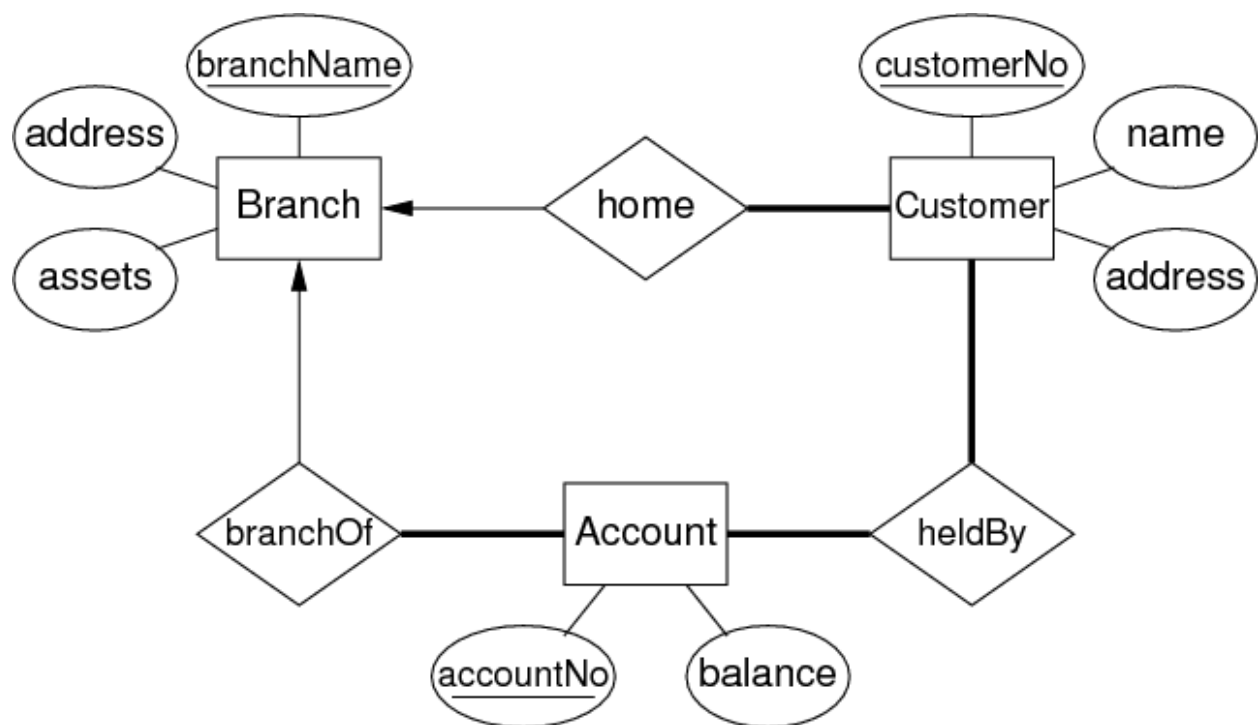 branchName
customerNo
address
name
Branch
home
Customer
assets
address
branchOf
Account
heldBy
accountNo
balance